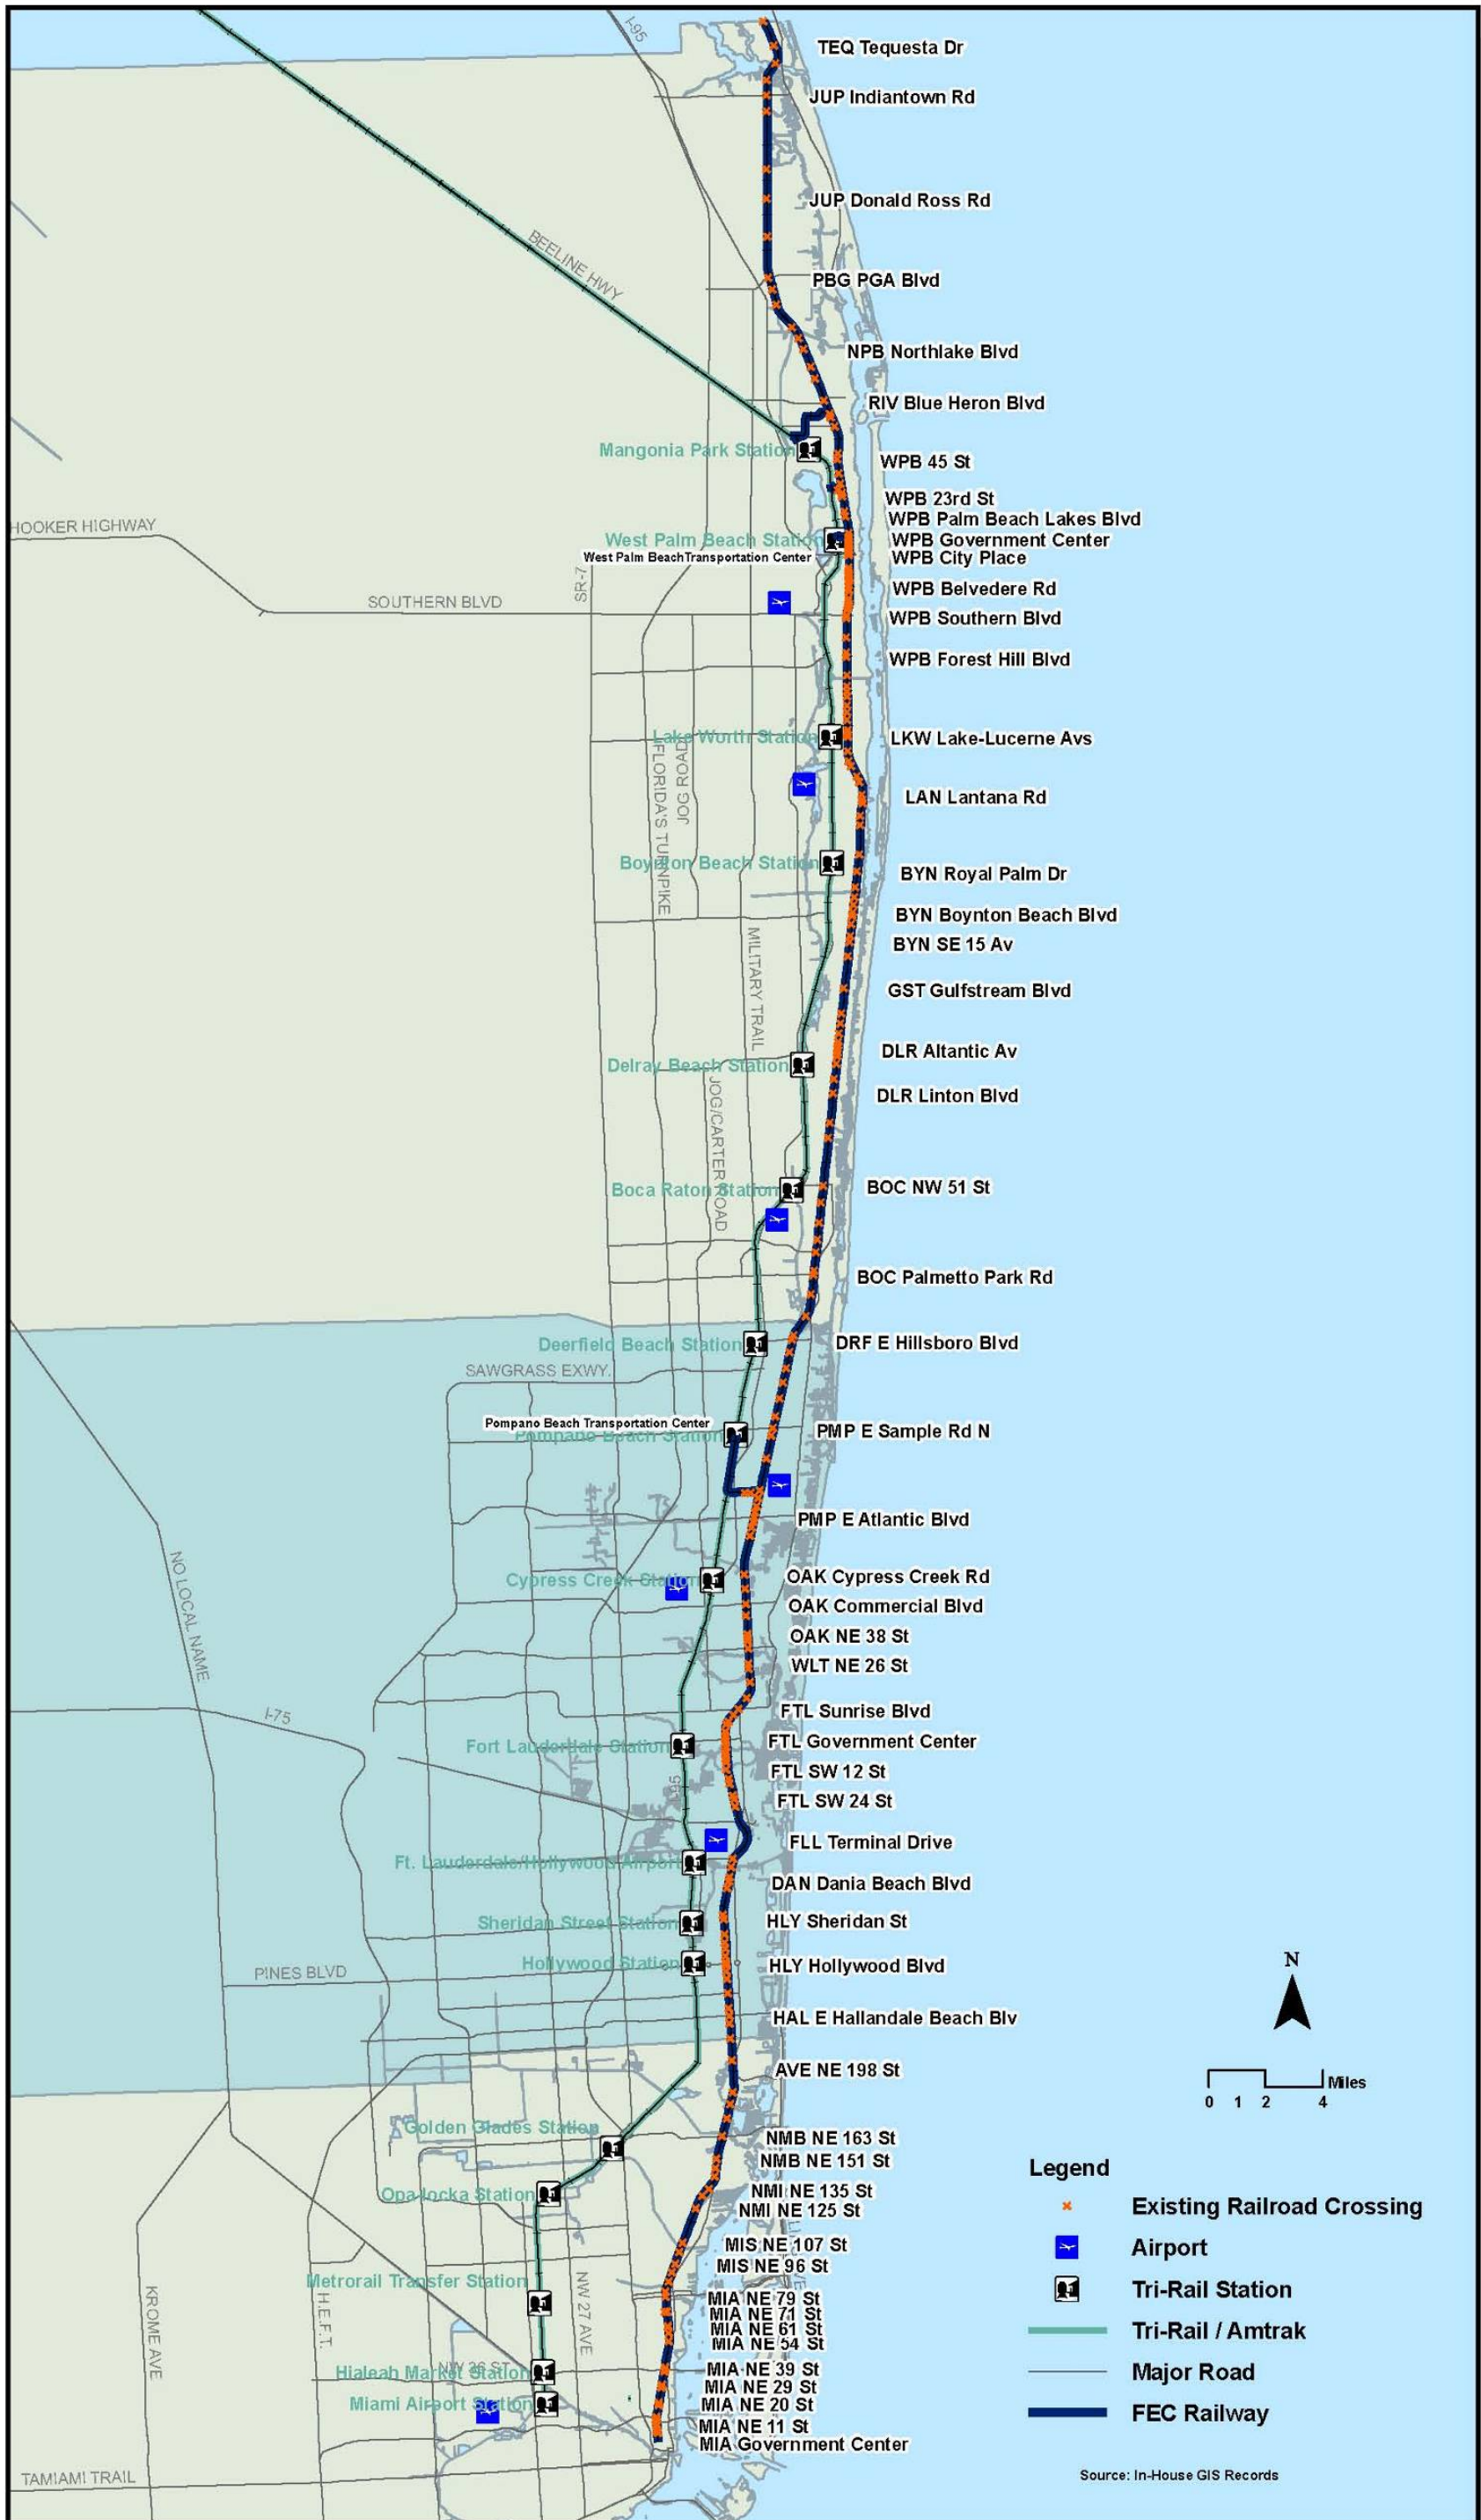 I-95
TEQ Tequesta Dr
JUP Indiantown Rd
JUP Donald Ross Rd
BEELINE HWY
PBG PGA Blvd
NPB Northlake Blvd
RIV Blue Heron Blvd
Mangonia Park Station
WPB 45 St
WPB 23rd St
WPB Palm Beach Lakes Blvd
HOOKER HIGHWAY
West Palm Beach Station
WPB Government Center
West Palm BeachTransportation Center
WPB City Place
SR-7
WPB Belvedere Rd
SOUTHERN BLVD
WPB Southern Blvd
WPB Forest Hill Blvd
Lake Worth Station
LKW Lake-Lucerne Avs
JOG ROAD
FLORIDA'S TURNPIKE
LAN Lantana Rd
Boynton Beach Station
BYN Royal Palm Dr
BYN Boynton Beach Blvd
MILITARY TRAIL
BYN SE 15 Av
GST Gulfstream Blvd
DLR Altantic Av
Delray Beach Station
DLR Linton Blvd
JOG/CARTER ROAD
Boca Raton Station
BOC NW 51 St
BOC Palmetto Park Rd
Deerfield Beach Station
DRF E Hillsboro Blvd
SAWGRASS EXWY.
Pompano Beach Transportation Center
Pompano Beach Station
PMP E Sample Rd N
PMP E Atlantic Blvd
Cypress Creek Station
OAK Cypress Creek Rd
OAK Commercial Blvd
NO LOCAL NAME
OAK NE 38 St
WLT NE 26 St
I-75
FTL Sunrise Blvd
Fort Lauderdale Station
FTL Government Center
FTL SW 12 St
I-95
FTL SW 24 St
FLL Terminal Drive
Ft. Lauderdale/Hollywood Airport
DAN Dania Beach Blvd
Sheridan Street Station
HLY Sheridan St
Hollywood Station
HLY Hollywood Blvd
PINES BLVD
HAL E Hallandale Beach Blv
AVE NE 198 St
Golden Glades Station
NMB NE 163 St
NMB NE 151 St
Opa-locka Station
NMI NE 135 St
NMI NE 125 St
MIS NE 107 St
MIS NE 96 St
Metrorail Transfer Station
MIA NE 79 St
MIA NE 71 St
MIA NE 61 St
MIA NE 54 St
KROME AVE
H.E.F.T.
NW 27 AVE
NW 36 ST
Hialeah Market Station
MIA NE 39 St
MIA NE 29 St
Miami Airport Station
MIA NE 20 St
MIA NE 11 St
MIA Government Center
TAMIAMI TRAIL
N
Miles
0 1 2 4
Legend
Existing Railroad Crossing
Airport
Tri-Rail Station
Tri-Rail / Amtrak
Major Road
FEC Railway
Source: In-House GIS Records